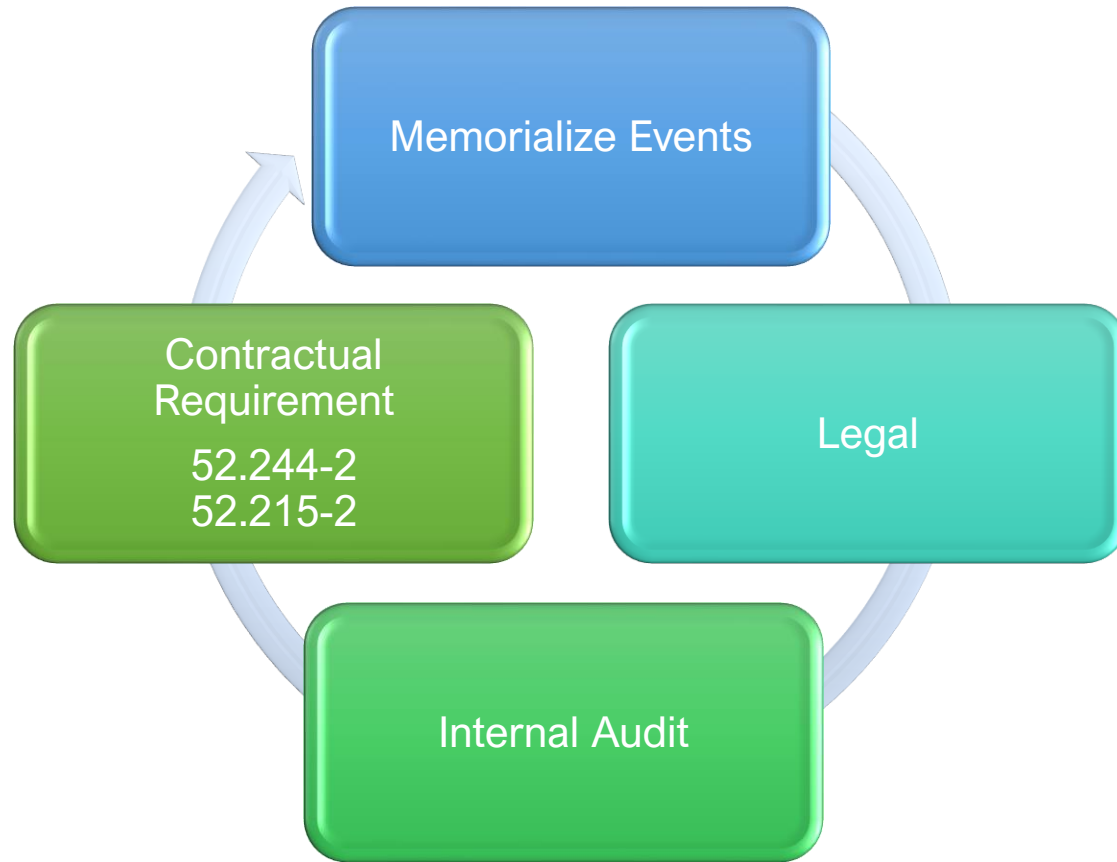 Memorialize Events
Legal
Internal Audit
Contractual
Requirement
52.244-2
52.215-2